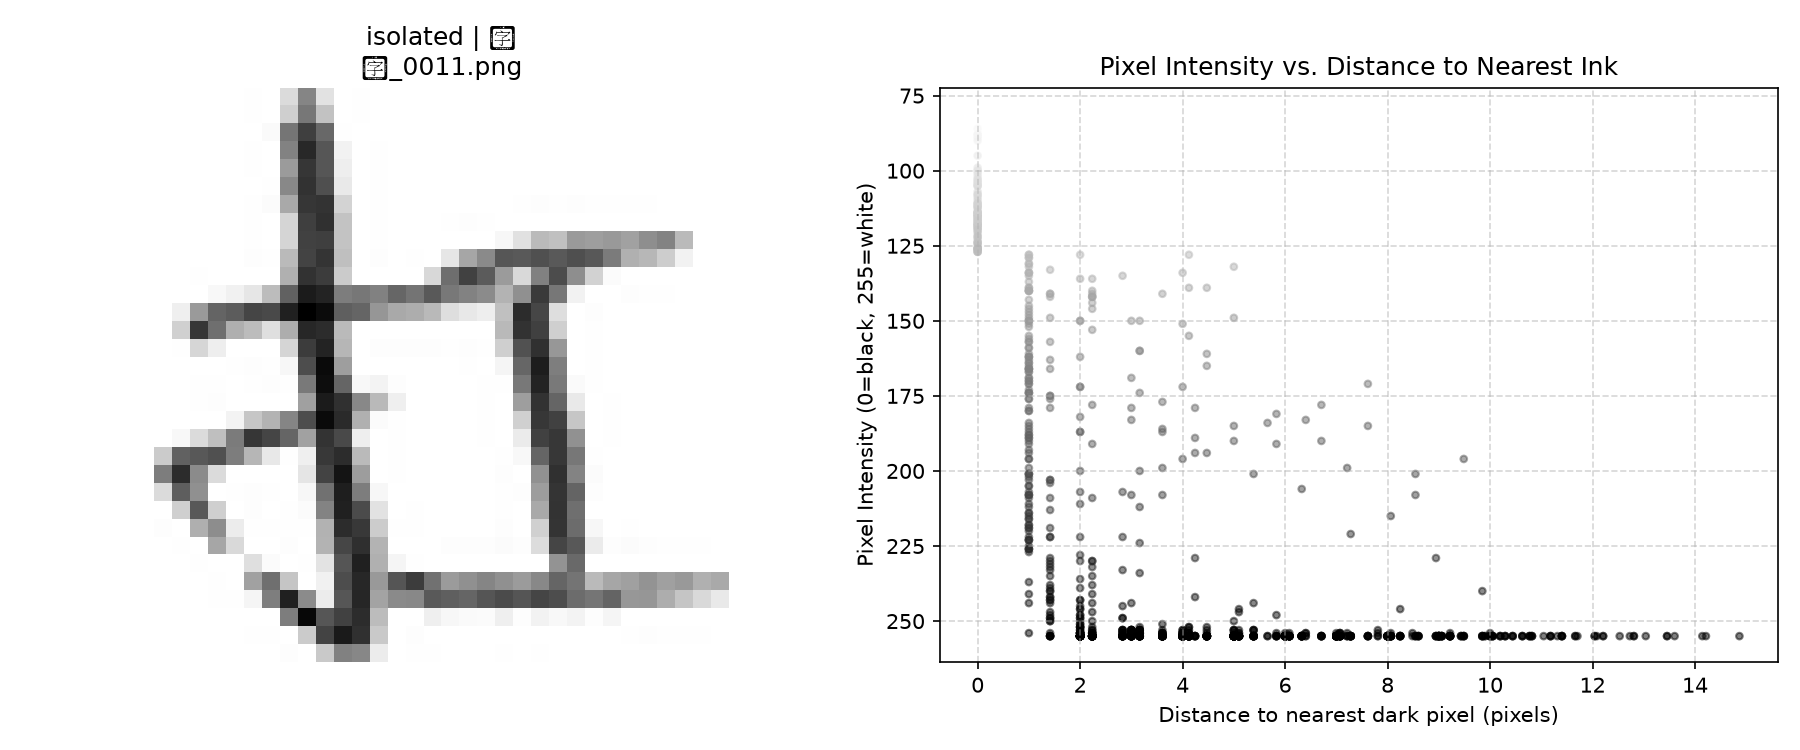 isolated |
_0011.png
扛
Pixel Intensity vs. Distance to Nearest Ink
Pixel Intensity (0=black, 255=white)
75
100
125
150
175
200
225
250
0 2 4 6 8 10 12 14
Distance to nearest dark pixel (pixels)